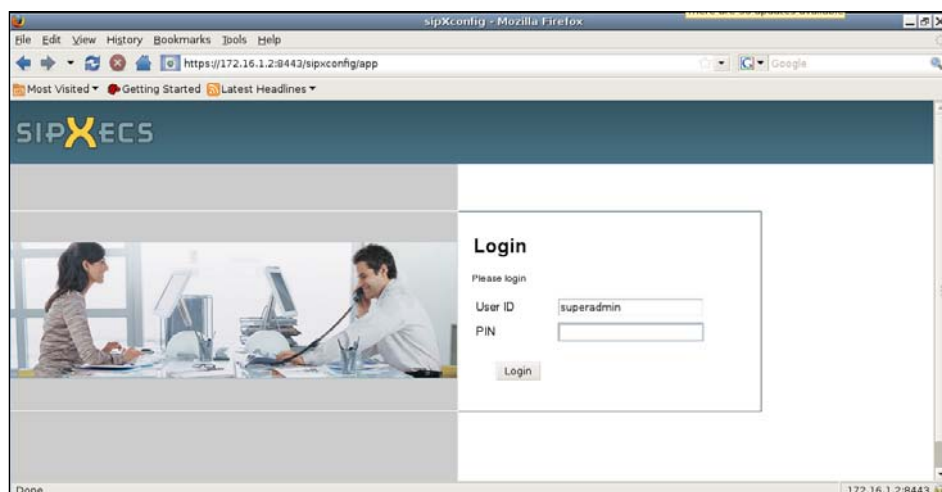 sipXconfig - Mozilla Firefox
File Edit View History Bookmarks Tools Help
https://172.16.1.2:8443/sipxconfig/app
Google
Most Visited Getting Started Latest Headlines
SIPXECS
Login
Please login
User ID superadmin
PIN
Login
Done 172.16.1.2:8443